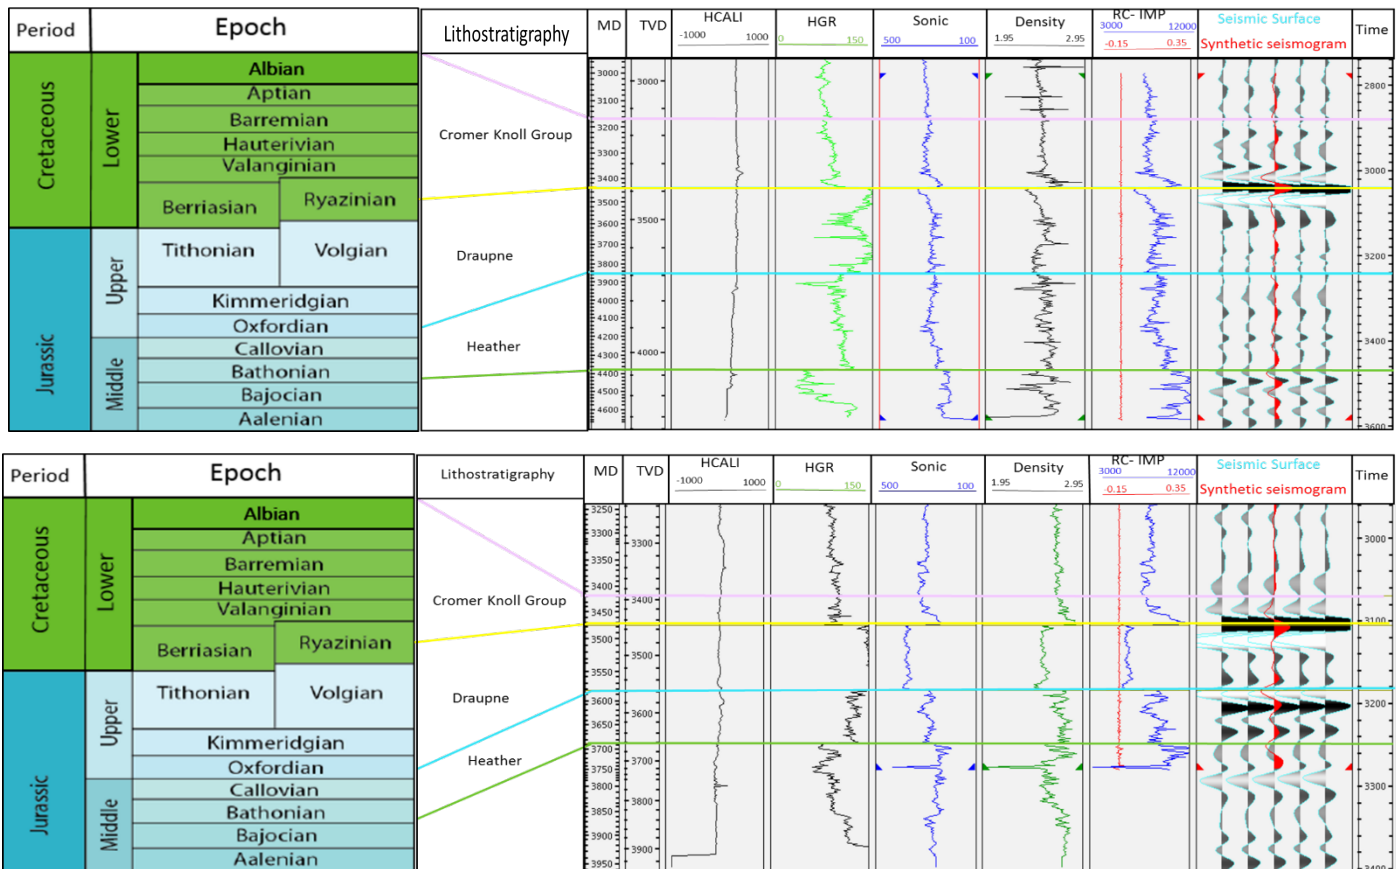 Period Epoch Lithostratigraphy MD TVD HCALI HGR Sonic Density RC- IMP Seismic Surface Time
-1000 1000 0 150 500 100 1.95 2.95 3000 12000
-0.15 0.35 Synthetic seismogram
Cretaceous
Lower
Albian
Aptian
Barremian
Hauterivian
Valanginian
Berriasian Ryazinian
Jurassic
Upper
Tithonian Volgian
Kimmeridgian
Oxfordian
Middle
Callovian
Bathonian
Bajocian
Aalenian
Cromer Knoll Group
Draupne
Heather
3000
3100
3200
3300
3400
3500
3600
3700
3800
3900
4000
4100
4200
4300
4400
4500
4600
3000
3500
4000
2800
3000
3200
3400
3600
Period Epoch Lithostratigraphy MD TVD HCALI HGR Sonic Density RC- IMP Seismic Surface Time
-1000 1000 0 150 500 100 1.95 2.95 3000 12000
-0.15 0.35 Synthetic seismogram
Cretaceous
Lower
Albian
Aptian
Barremian
Hauterivian
Valanginian
Berriasian Ryazinian
Jurassic
Upper
Tithonian Volgian
Kimmeridgian
Oxfordian
Middle
Callovian
Bathonian
Bajocian
Aalenian
Cromer Knoll Group
Draupne
Heather
3250
3300
3350
3400
3450
3500
3550
3600
3650
3700
3750
3800
3850
3900
3950
3300
3400
3500
3600
3700
3800
3900
3000
3100
3200
3300
3400